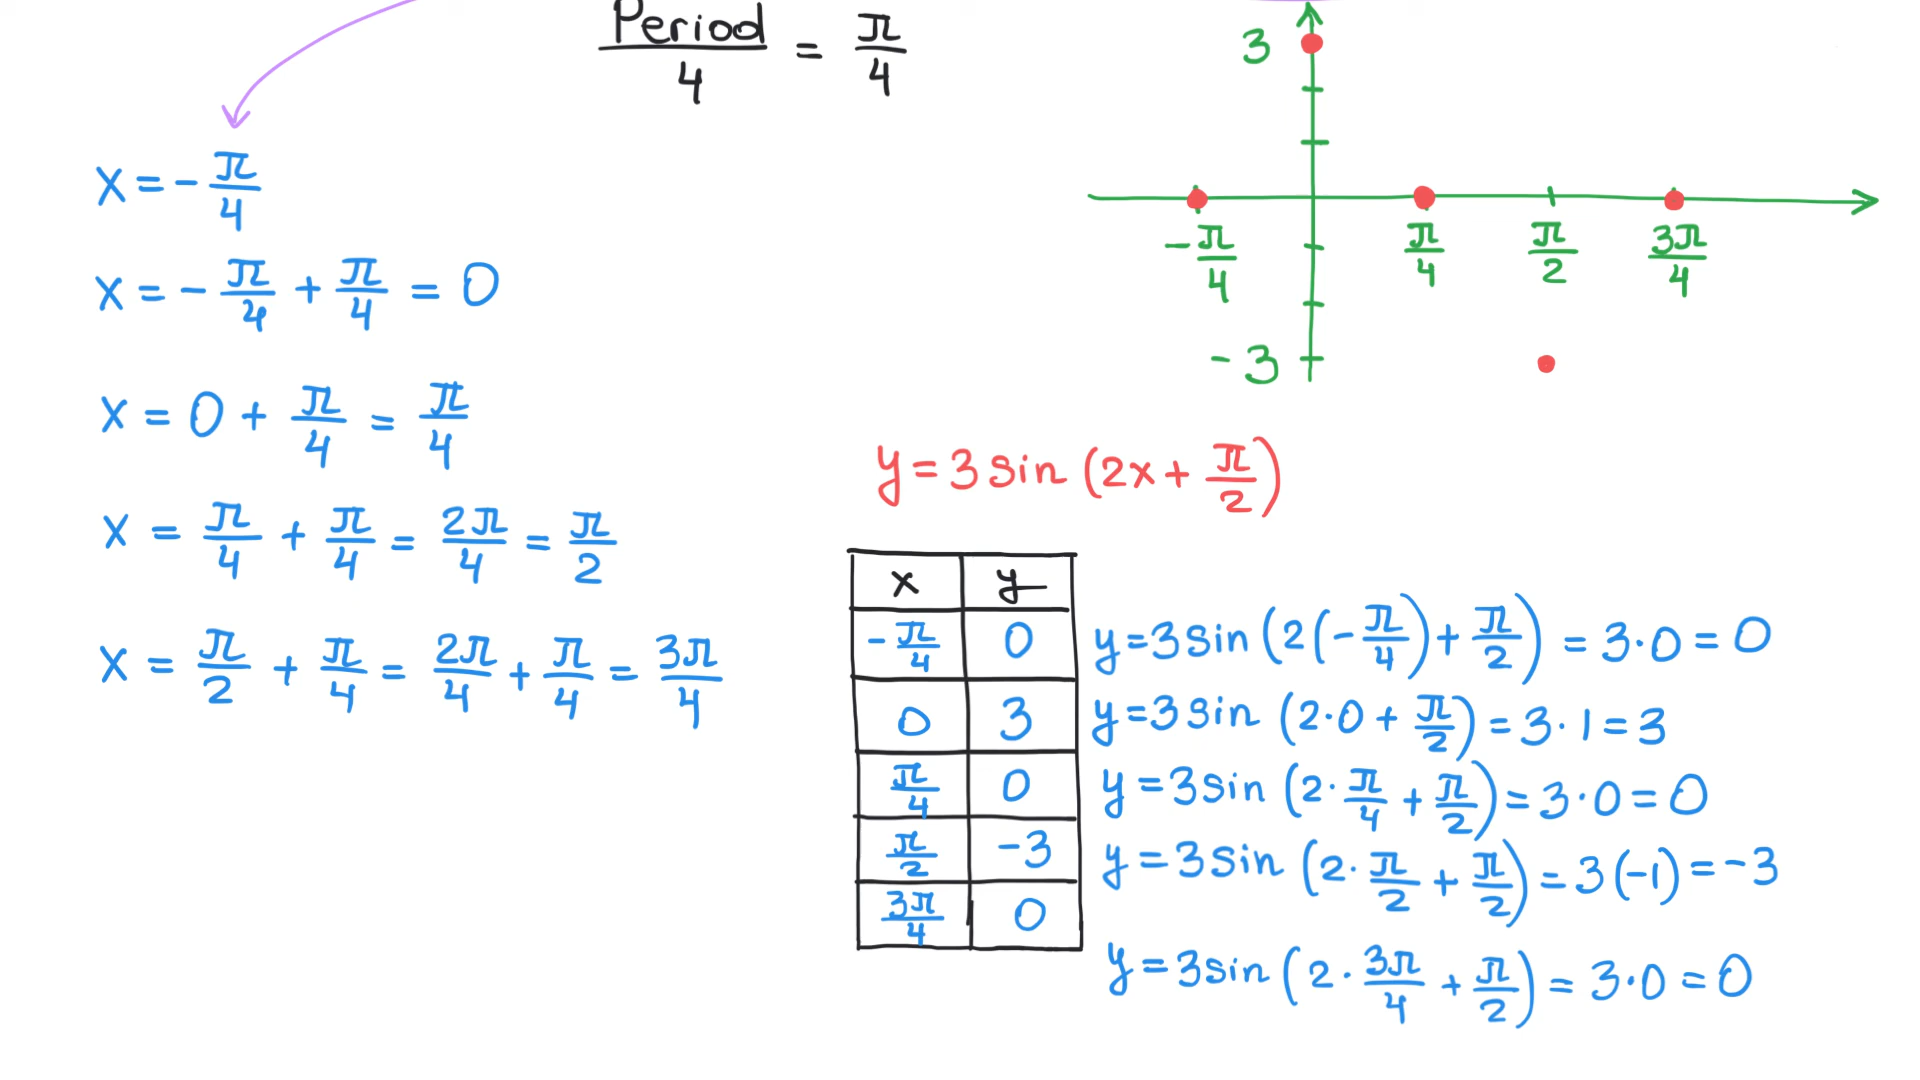 Period/4 = π/4
x = -π/4
x = -π/4 + π/4 = 0
x = 0 + π/4 = π/4
x = π/4 + π/4 = 2π/4 = π/2
x = π/2 + π/4 = 2π/4 + π/4 = 3π/4
3
-π/4 π/4 π/2 3π/4
-3
y = 3 sin (2x + π/2)
x y
-π/4 0 y = 3 sin (2(-π/4) + π/2) = 3·0 = 0
0 3 y = 3 sin (2·0 + π/2) = 3·1 = 3
π/4 0 y = 3 sin (2·π/4 + π/2) = 3·0 = 0
π/2 -3 y = 3 sin (2·π/2 + π/2) = 3(-1) = -3
3π/4 0 y = 3 sin (2·3π/4 + π/2) = 3·0 = 0